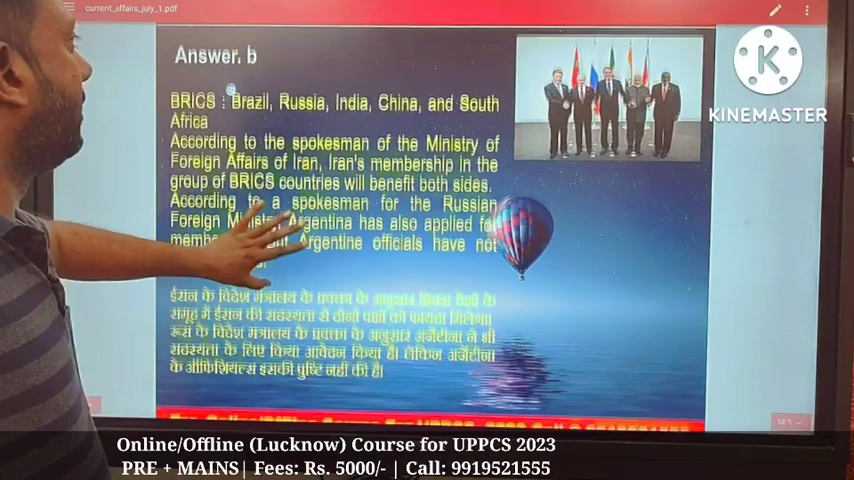 current_affairs_july_1.pdf
Answer. b
BRICS : Brazil, Russia, India, China, and South
Africa
According to the spokesman of the Ministry of
Foreign Affairs of Iran, Iran's membership in the
group of BRICS countries will benefit both sides.
According to a spokesman for the Russian
Foreign Argentina has also applied for
Argentine officials have not
ईरान के विदेश मंत्रालय के प्रवक्ता के अनुसार ब्रिक्स देशों के
समूह में ईरान की सदस्यता से दोनों पक्षों को फायदा मिलेगा।
रूस के विदेश मंत्रालय के प्रवक्ता के अनुसार अर्जेंटीना ने भी
सदस्यता के लिए किया आवेदन किया है। लेकिन अर्जेंटीना
के ऑफिशियल्स इसकी पुष्टि नहीं की है।
KINEMASTER
Online/Offline (Lucknow) Course for UPPCS 2023
PRE + MAINS| Fees: Rs. 5000/- | Call: 9919521555